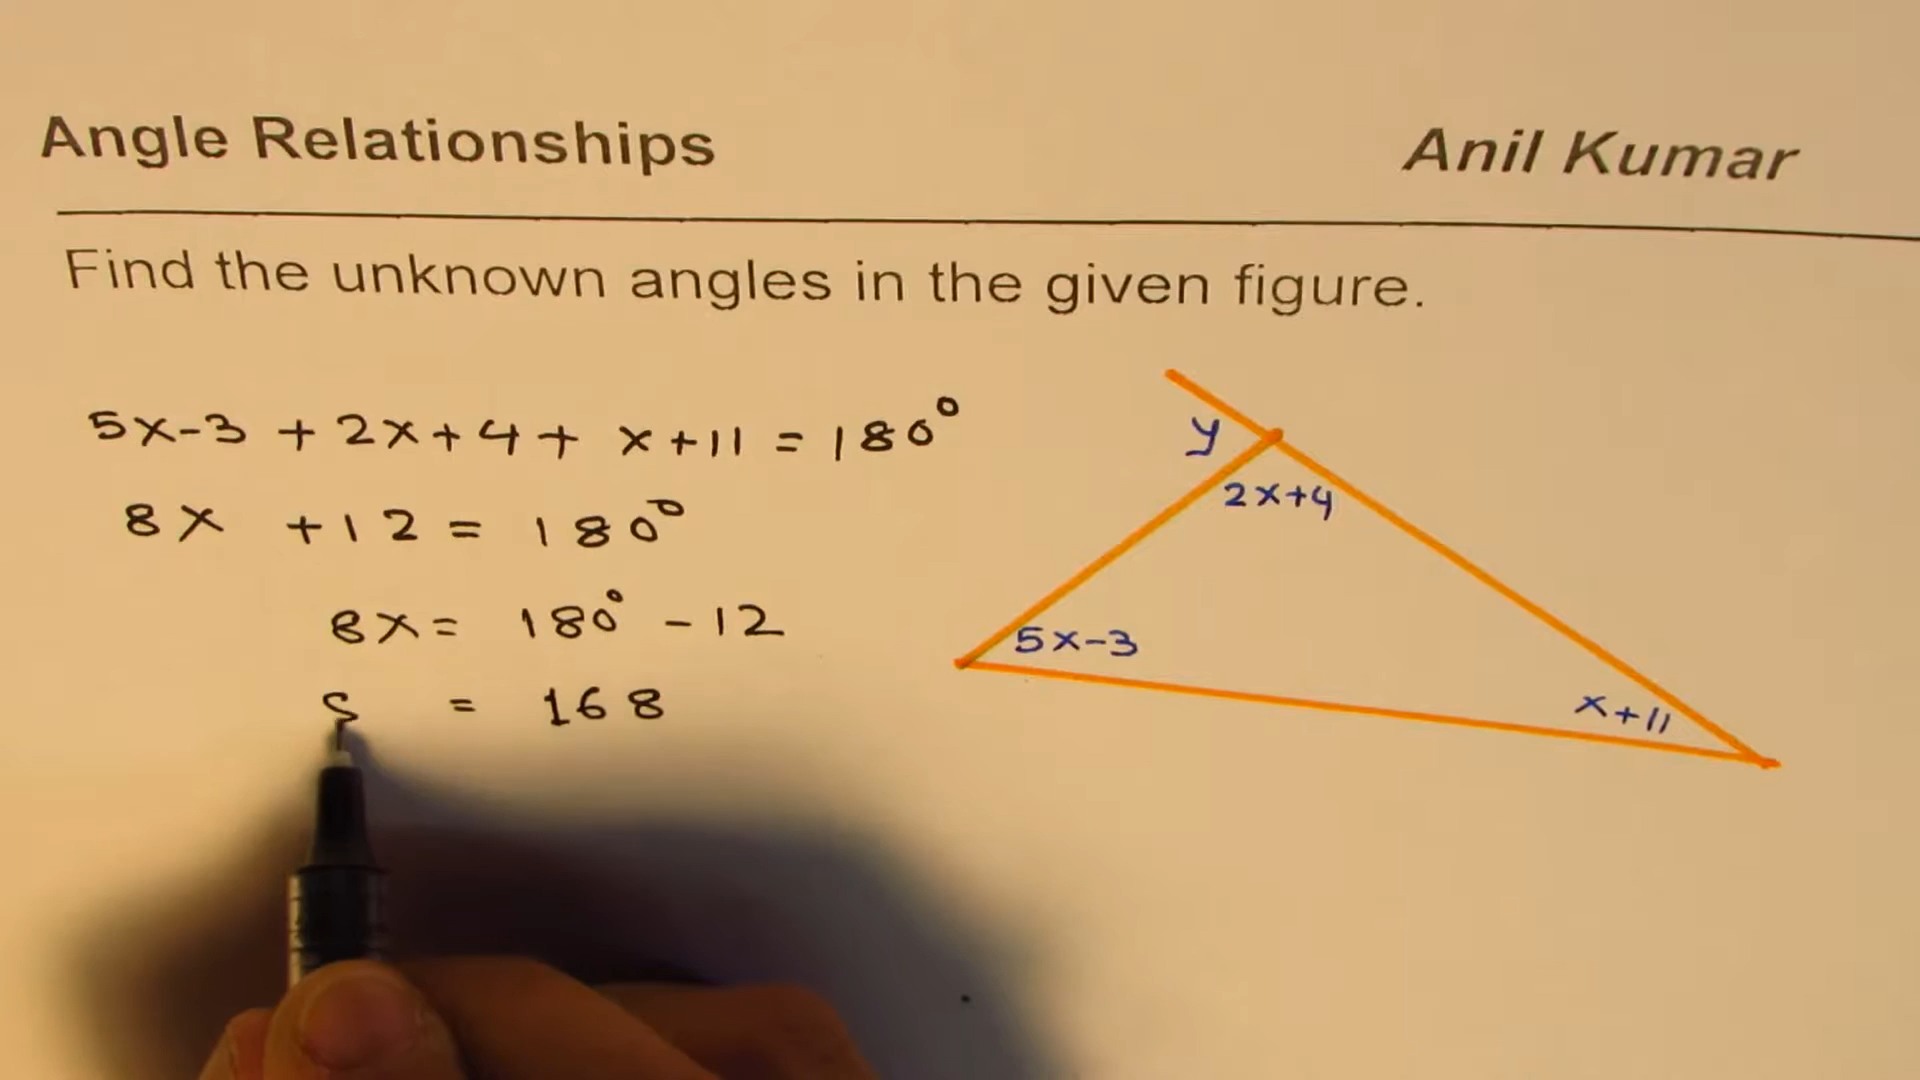 Angle Relationships
Anil Kumar
Find the unknown angles in the given figure.
5x-3 + 2x+4+ x+11 = 180°
8x +12 = 180°
8x = 180° - 12
= 168
y
2x+4
5x-3
x+11